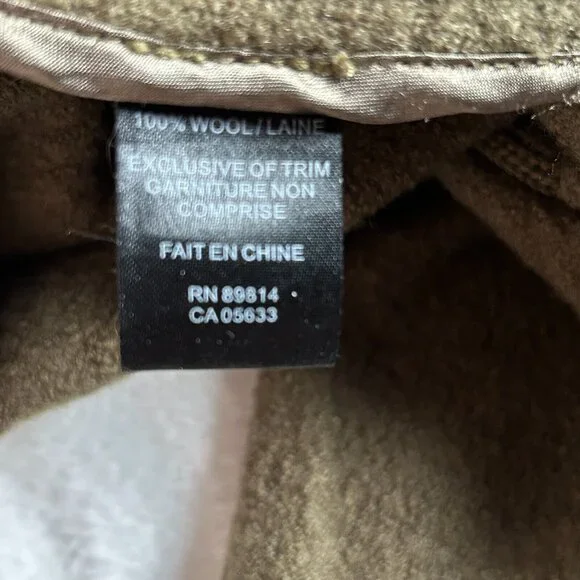 100% WOOL/LAINE
EXCLUSIVE OF TRIM
GARNITURE NON
COMPRISE
FAIT EN CHINE
RN 89814
CA 05633